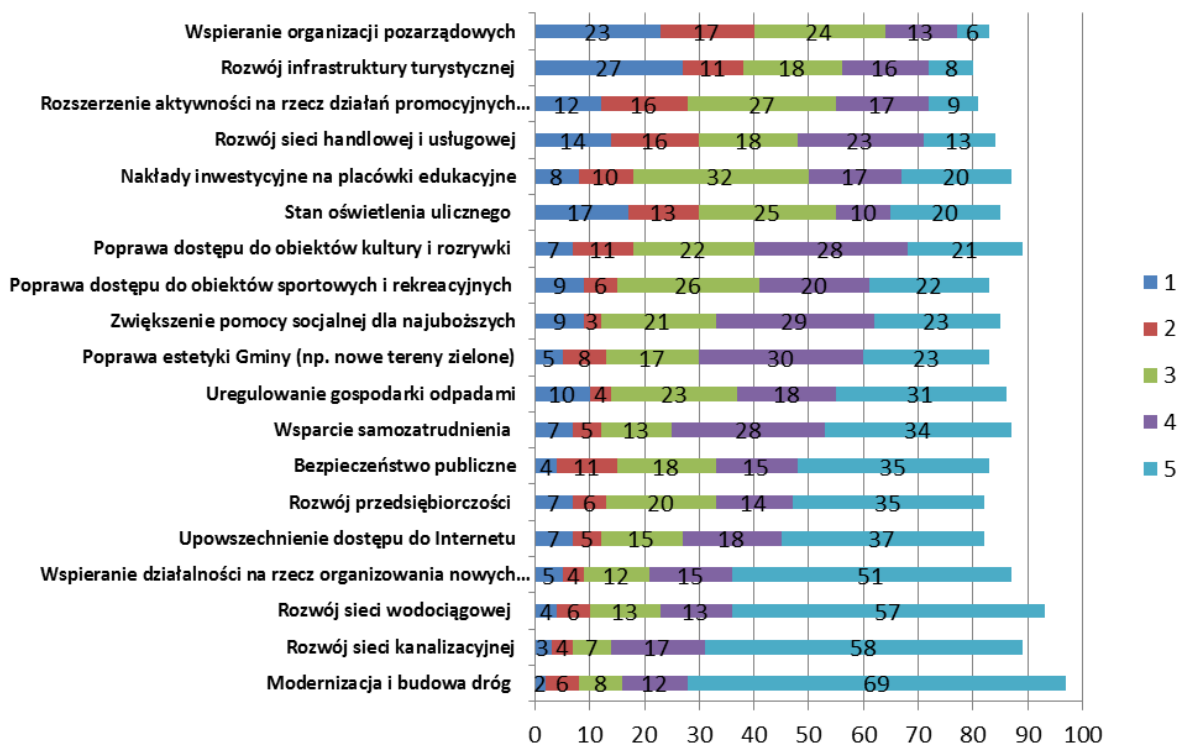 Wspieranie organizacji pozarządowych 23 17 24 13 6
Rozwój infrastruktury turystycznej 27 11 18 16 8
Rozszerzenie aktywności na rzecz działań promocyjnych... 12 16 27 17 9
Rozwój sieci handlowej i usługowej 14 16 18 23 13
Nakłady inwestycyjne na placówki edukacyjne 8 10 32 17 20
Stan oświetlenia ulicznego 17 13 25 10 20
Poprawa dostępu do obiektów kultury i rozrywki 7 11 22 28 21
Poprawa dostępu do obiektów sportowych i rekreacyjnych 9 6 26 20 22
Zwiększenie pomocy socjalnej dla najuboższych 9 3 21 29 23
Poprawa estetyki Gminy (np. nowe tereny zielone) 5 8 17 30 23
Uregulowanie gospodarki odpadami 10 4 23 18 31
Wsparcie samozatrudnienia 7 5 13 28 34
Bezpieczeństwo publiczne 4 11 18 15 35
Rozwój przedsiębiorczości 7 6 20 14 35
Upowszechnienie dostępu do Internetu 7 5 15 18 37
Wspieranie działalności na rzecz organizowania nowych... 5 4 12 15 51
Rozwój sieci wodociągowej 4 6 13 13 57
Rozwój sieci kanalizacyjnej 3 4 7 17 58
Modernizacja i budowa dróg 2 6 8 12 69
0 10 20 30 40 50 60 70 80 90 100
1
2
3
4
5